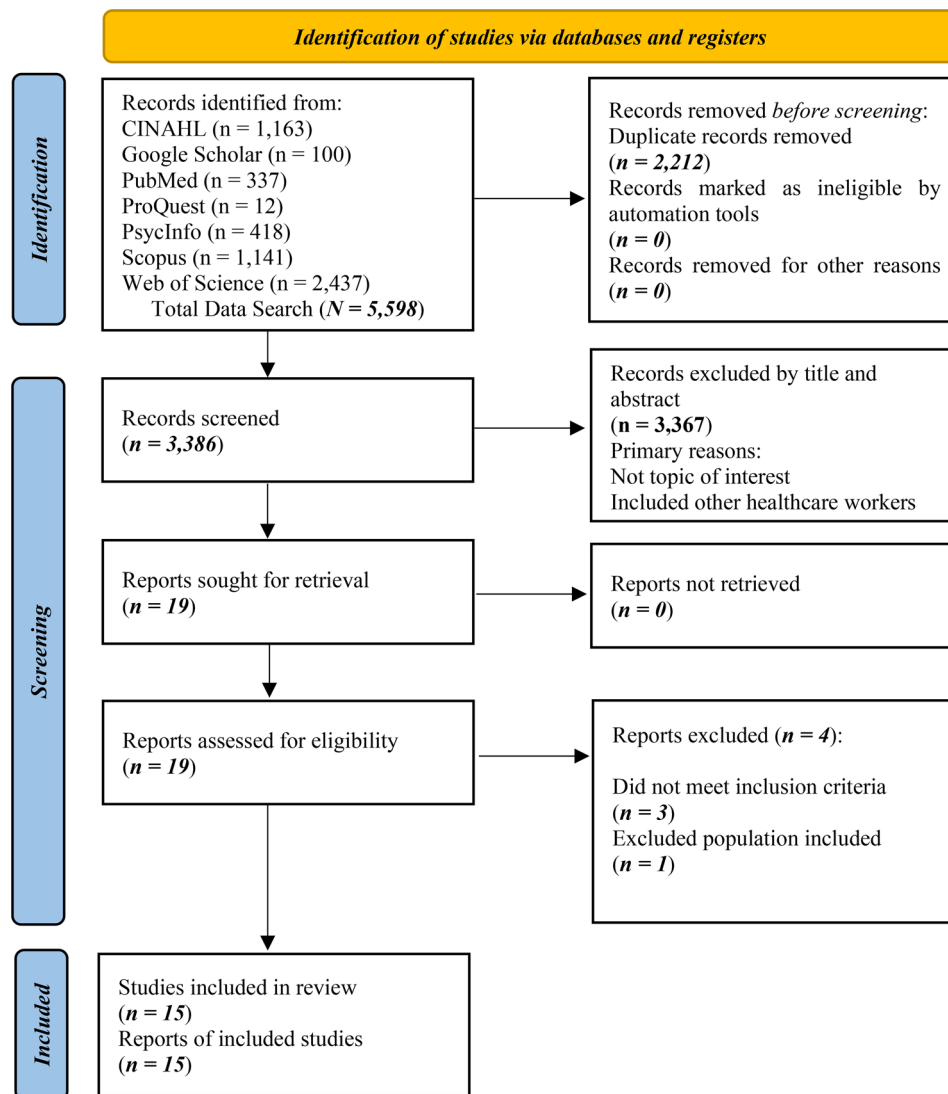 Identification of studies via databases and registers
Identification
Records identified from:
CINAHL (n = 1,163)
Google Scholar (n = 100)
PubMed (n = 337)
ProQuest (n = 12)
PsycInfo (n = 418)
Scopus (n = 1,141)
Web of Science (n = 2,437)
Total Data Search (N = 5,598)
Records removed before screening:
Duplicate records removed
(n = 2,212)
Records marked as ineligible by
automation tools
(n = 0)
Records removed for other reasons
(n = 0)
Screening
Records screened
(n = 3,386)
Records excluded by title and
abstract
(n = 3,367)
Primary reasons:
Not topic of interest
Included other healthcare workers
Reports sought for retrieval
(n = 19)
Reports not retrieved
(n = 0)
Reports assessed for eligibility
(n = 19)
Reports excluded (n = 4):
Did not meet inclusion criteria
(n = 3)
Excluded population included
(n = 1)
Included
Studies included in review
(n = 15)
Reports of included studies
(n = 15)